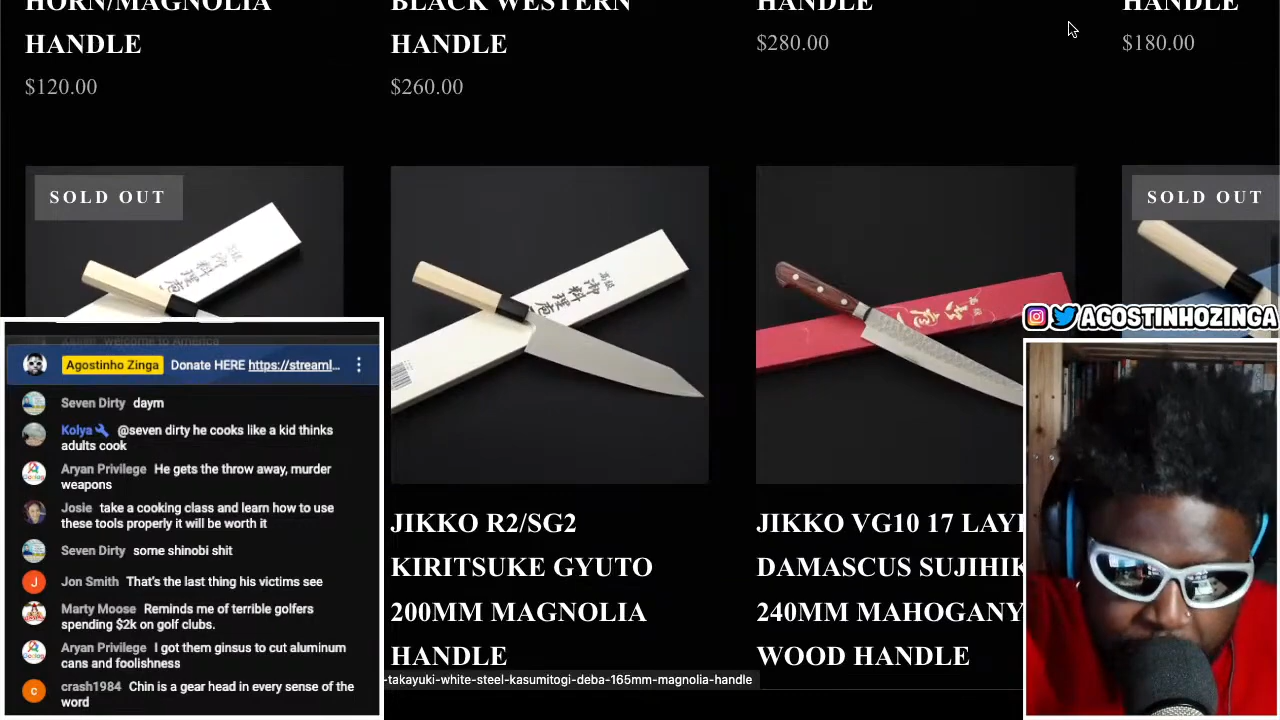 HORN/MAGNOLIA
HANDLE
$120.00
BLACK WESTERN
HANDLE
$260.00
HANDLE
$280.00
HANDLE
$180.00
SOLD OUT
SOLD OUT
AGOSTINHOZINGA
JIKKO R2/SG2
KIRITSUKE GYUTO
200MM MAGNOLIA
HANDLE
JIKKO VG10 17
DAMASCUS
240MM MAHOGANY
WOOD HANDLE
-takayuki-white-steel-kasumitogi-deba-165mm-magnolia-handle
welcome to America
Agostinho Zinga Donate HERE https://streaml...
Seven Dirty daym
Kolya @seven dirty he cooks like a kid thinks
adults cook
Aryan Privilege He gets the throw away, murder
weapons
Josie take a cooking class and learn how to use
these tools properly it will be worth it
Seven Dirty some shinobi shit
Jon Smith That's the last thing his victims see
Marty Moose Reminds me of terrible golfers
spending $2k on golf clubs.
Aryan Privilege I got them ginsus to cut aluminum
cans and foolishness
crash1984 Chin is a gear head in every sense of the
word